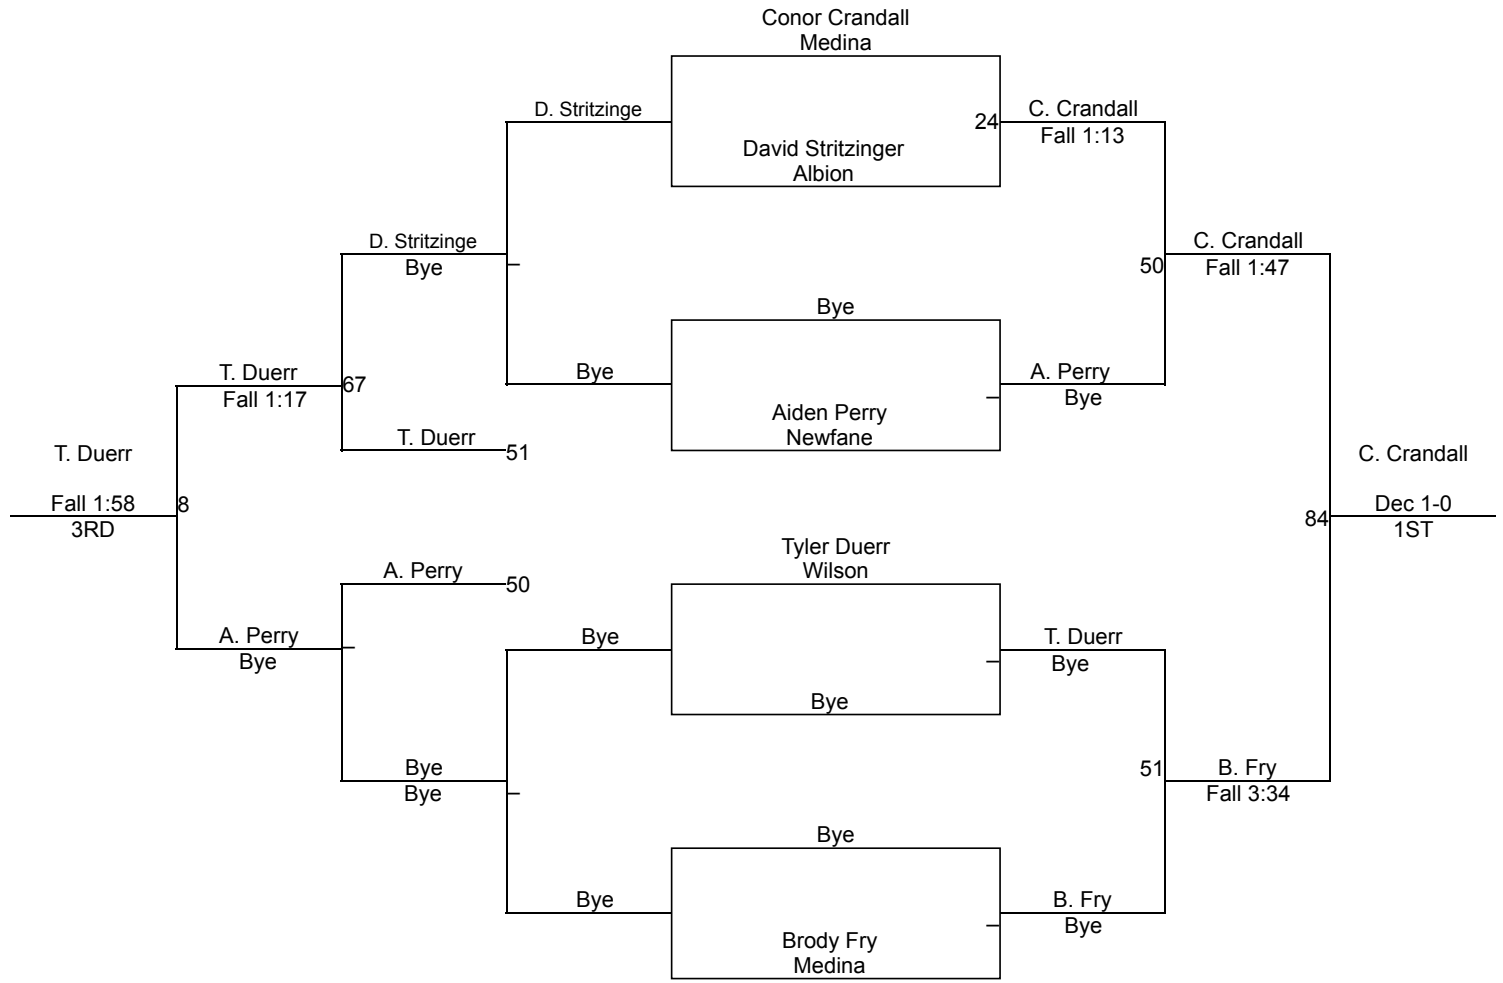 Conor Crandall
Medina
D. Stritzinge
24
C. Crandall
Fall 1:13
David Stritzinger
Albion
D. Stritzinge
Bye
50
C. Crandall
Fall 1:47
Bye
T. Duerr
Fall 1:17
67
Bye
A. Perry
Bye
Aiden Perry
Newfane
T. Duerr
51
T. Duerr
Fall 1:58
3RD
8
C. Crandall
Dec 1-0
1ST
84
Tyler Duerr
Wilson
A. Perry
50
A. Perry
Bye
Bye
T. Duerr
Bye
Bye
Bye
Bye
51
B. Fry
Fall 3:34
Bye
Bye
B. Fry
Bye
Brody Fry
Medina